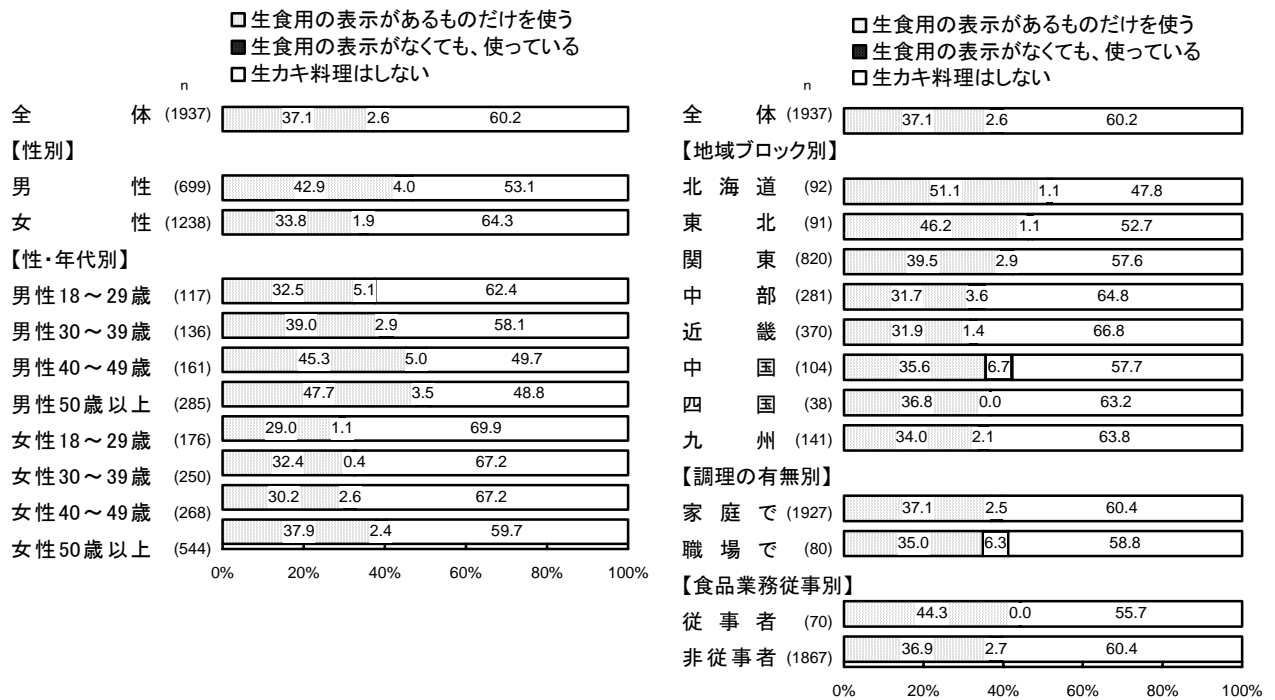 □生食用の表示があるものだけを使う
■生食用の表示がなくても、使っている
□生カキ料理はしない
n
全体 (1937) 37.1 2.6 60.2
【性別】
男性 (699) 42.9 4.0 53.1
女性 (1238) 33.8 1.9 64.3
【性・年代別】
男性18～29歳 (117) 32.5 5.1 62.4
男性30～39歳 (136) 39.0 2.9 58.1
男性40～49歳 (161) 45.3 5.0 49.7
男性50歳以上 (285) 47.7 3.5 48.8
女性18～29歳 (176) 29.0 1.1 69.9
女性30～39歳 (250) 32.4 0.4 67.2
女性40～49歳 (268) 30.2 2.6 67.2
女性50歳以上 (544) 37.9 2.4 59.7
0% 20% 40% 60% 80% 100%
□生食用の表示があるものだけを使う
■生食用の表示がなくても、使っている
□生カキ料理はしない
n
全体 (1937) 37.1 2.6 60.2
【地域ブロック別】
北海道 (92) 51.1 1.1 47.8
東北 (91) 46.2 1.1 52.7
関東 (820) 39.5 2.9 57.6
中部 (281) 31.7 3.6 64.8
近畿 (370) 31.9 1.4 66.8
中国 (104) 35.6 6.7 57.7
四国 (38) 36.8 0.0 63.2
九州 (141) 34.0 2.1 63.8
【調理の有無別】
家庭で (1927) 37.1 2.5 60.4
職場で (80) 35.0 6.3 58.8
【食品業務従事別】
従事者 (70) 44.3 0.0 55.7
非従事者 (1867) 36.9 2.7 60.4
0% 20% 40% 60% 80% 100%